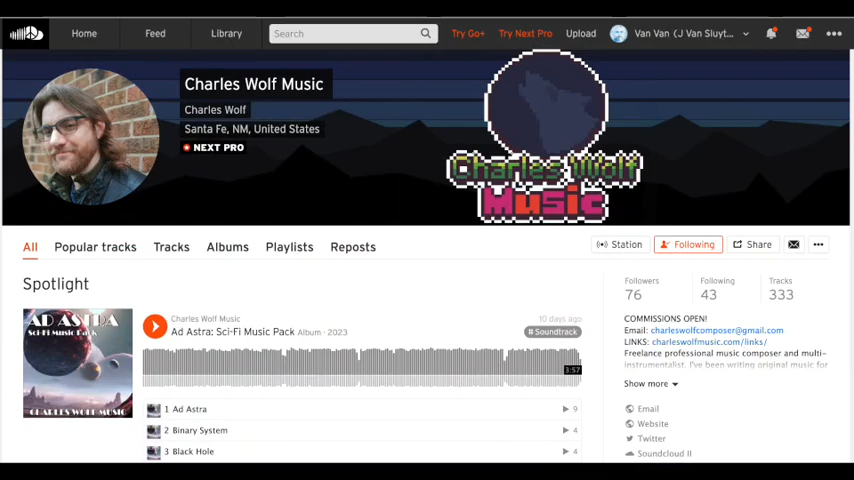 Home Feed Library Search Try Go+ Try Next Pro Upload Van Van (J Van Sluyt...
Charles Wolf Music
Charles Wolf
Santa Fe, NM, United States
NEXT PRO
Charles Wolf
Music
All Popular tracks Tracks Albums Playlists Reposts Station Following Share
Spotlight
Followers Following Tracks
76 43 333
AD ASTRA
Sci-Fi Music Pack
CHARLES WOLF MUSIC
Charles Wolf Music 10 days ago
Ad Astra: Sci-Fi Music Pack Album · 2023 # Soundtrack
3:57
1 Ad Astra 9
2 Binary System 4
3 Black Hole 4
COMMISSIONS OPEN!
Email: charleswolfcomposer@gmail.com
LINKS: charleswolfmusic.com/links/
Freelance professional music composer and multi-
instrumentalist. I've been writing original music for
Show more
Email
Website
Twitter
Soundcloud II